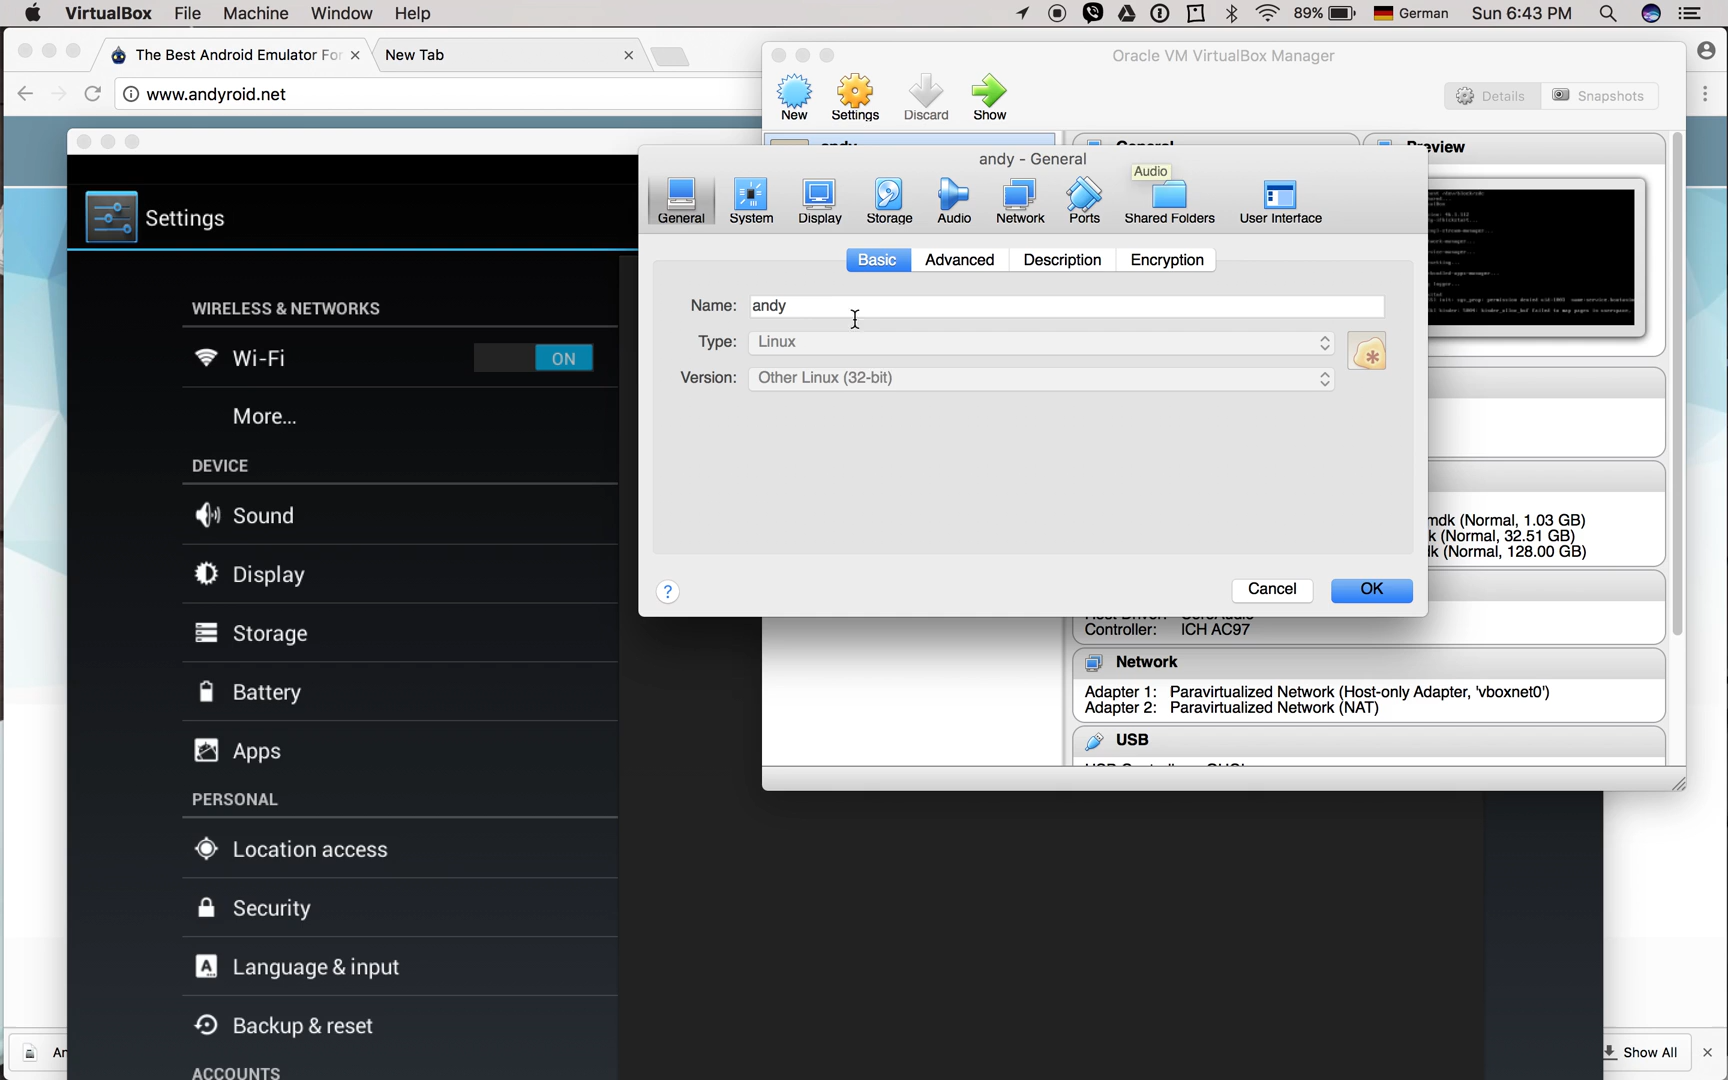 VirtualBox File Machine Window Help
89% German Sun 6:43 PM
The Best Android Emulator For
New Tab
www.andyroid.net
Oracle VM VirtualBox Manager
New Settings Discard Show
Details Snapshots
andy
General
Preview
andy - General
Audio
General System Display Storage Audio Network Ports Shared Folders User Interface
Basic Advanced Description Encryption
Name: andy
Type: Linux
Version: Other Linux (32-bit)
? Cancel OK
mdk (Normal, 1.03 GB)
k (Normal, 32.51 GB)
lk (Normal, 128.00 GB)
Controller: ICH AC97
Network
Adapter 1: Paravirtualized Network (Host-only Adapter, 'vboxnet0')
Adapter 2: Paravirtualized Network (NAT)
USB
Settings
WIRELESS & NETWORKS
Wi-Fi ON
More...
DEVICE
Sound
Display
Storage
Battery
Apps
PERSONAL
Location access
Security
Language & input
Backup & reset
ACCOUNTS
An
Show All